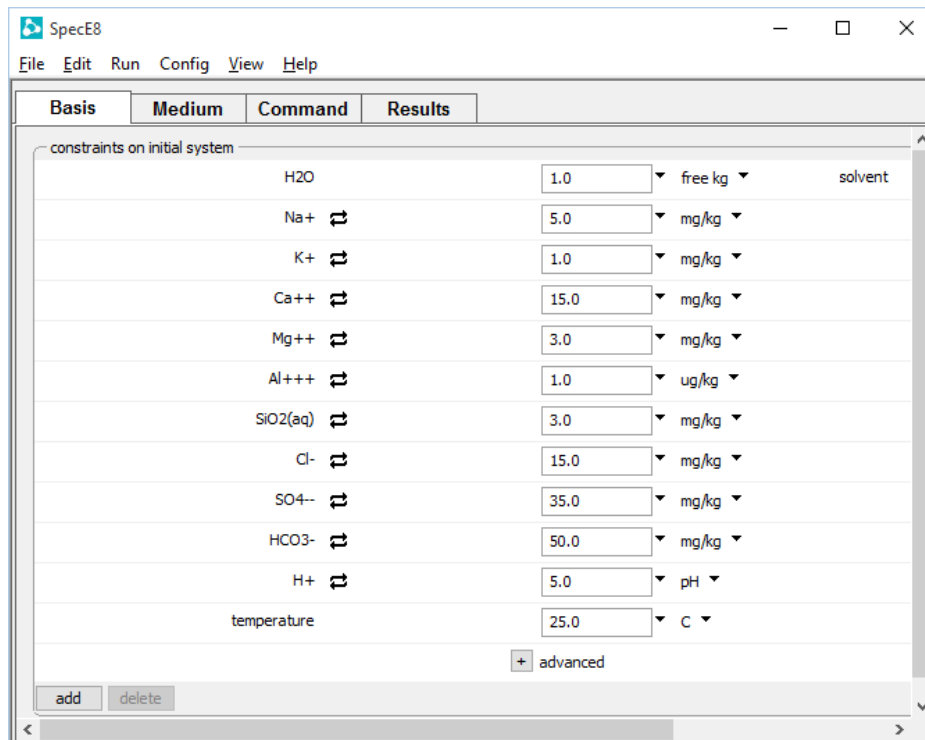 SpecE8
File Edit Run Config View Help
Basis Medium Command Results
constraints on initial system
H2O 1.0 free kg solvent
Na+ 5.0 mg/kg
K+ 1.0 mg/kg
Ca++ 15.0 mg/kg
Mg++ 3.0 mg/kg
Al+++ 1.0 ug/kg
SiO2(aq) 3.0 mg/kg
Cl- 15.0 mg/kg
SO4-- 35.0 mg/kg
HCO3- 50.0 mg/kg
H+ 5.0 pH
temperature 25.0 C
+ advanced
add delete